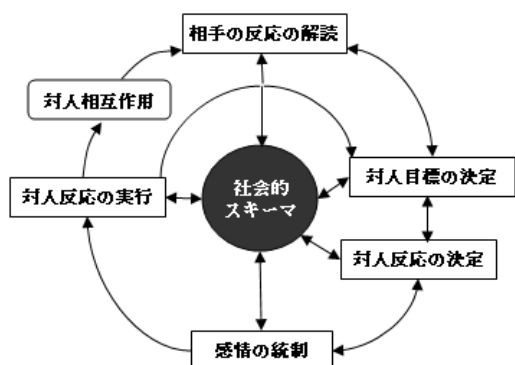 相手の反応の解読
対人相互作用
対人反応の実行
社会的
スキーマ
対人目標の決定
対人反応の決定
感情の統制